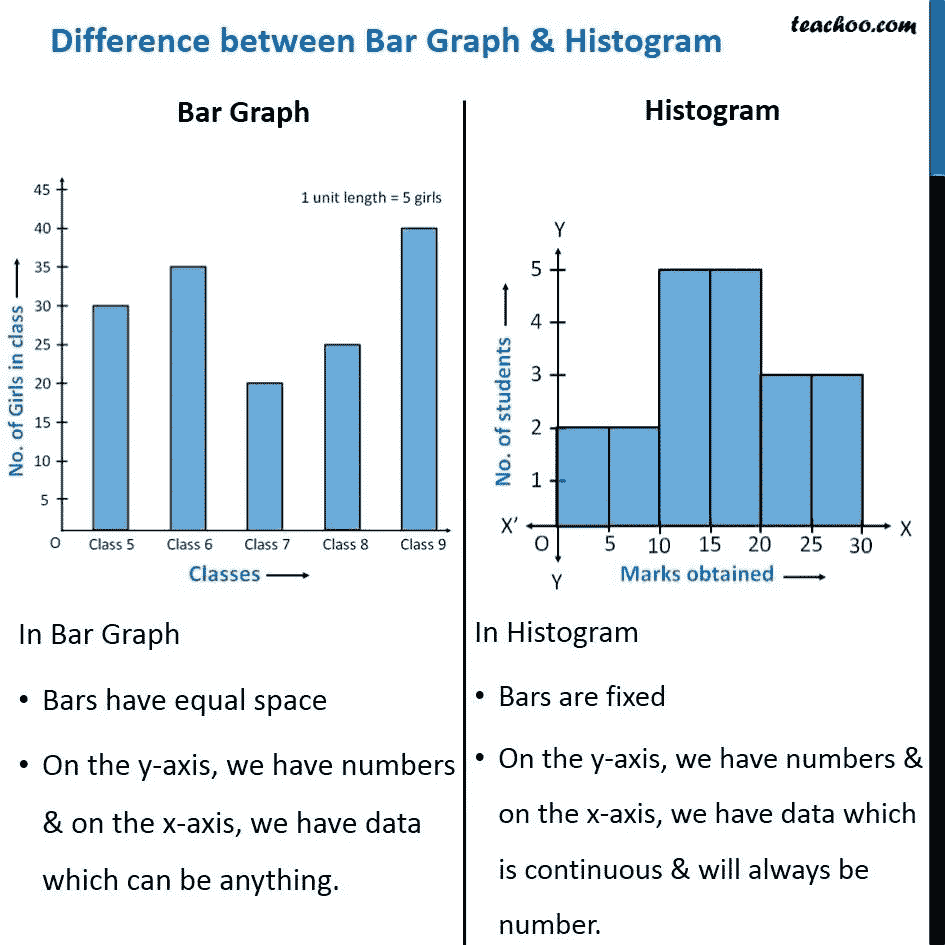 Difference between Bar Graph & Histogram
teachoo.com
Bar Graph
1 unit length = 5 girls
No. of Girls in class
45
40
35
30
25
20
15
10
5
O
Class 5 Class 6 Class 7 Class 8 Class 9
Classes
In Bar Graph
• Bars have equal space
• On the y-axis, we have numbers
& on the x-axis, we have data
which can be anything.
Histogram
Y
No. of students
5
4
3
2
1
X’ X
O 5 10 15 20 25 30
Y
Marks obtained
In Histogram
• Bars are fixed
• On the y-axis, we have numbers &
on the x-axis, we have data which
is continuous & will always be
number.